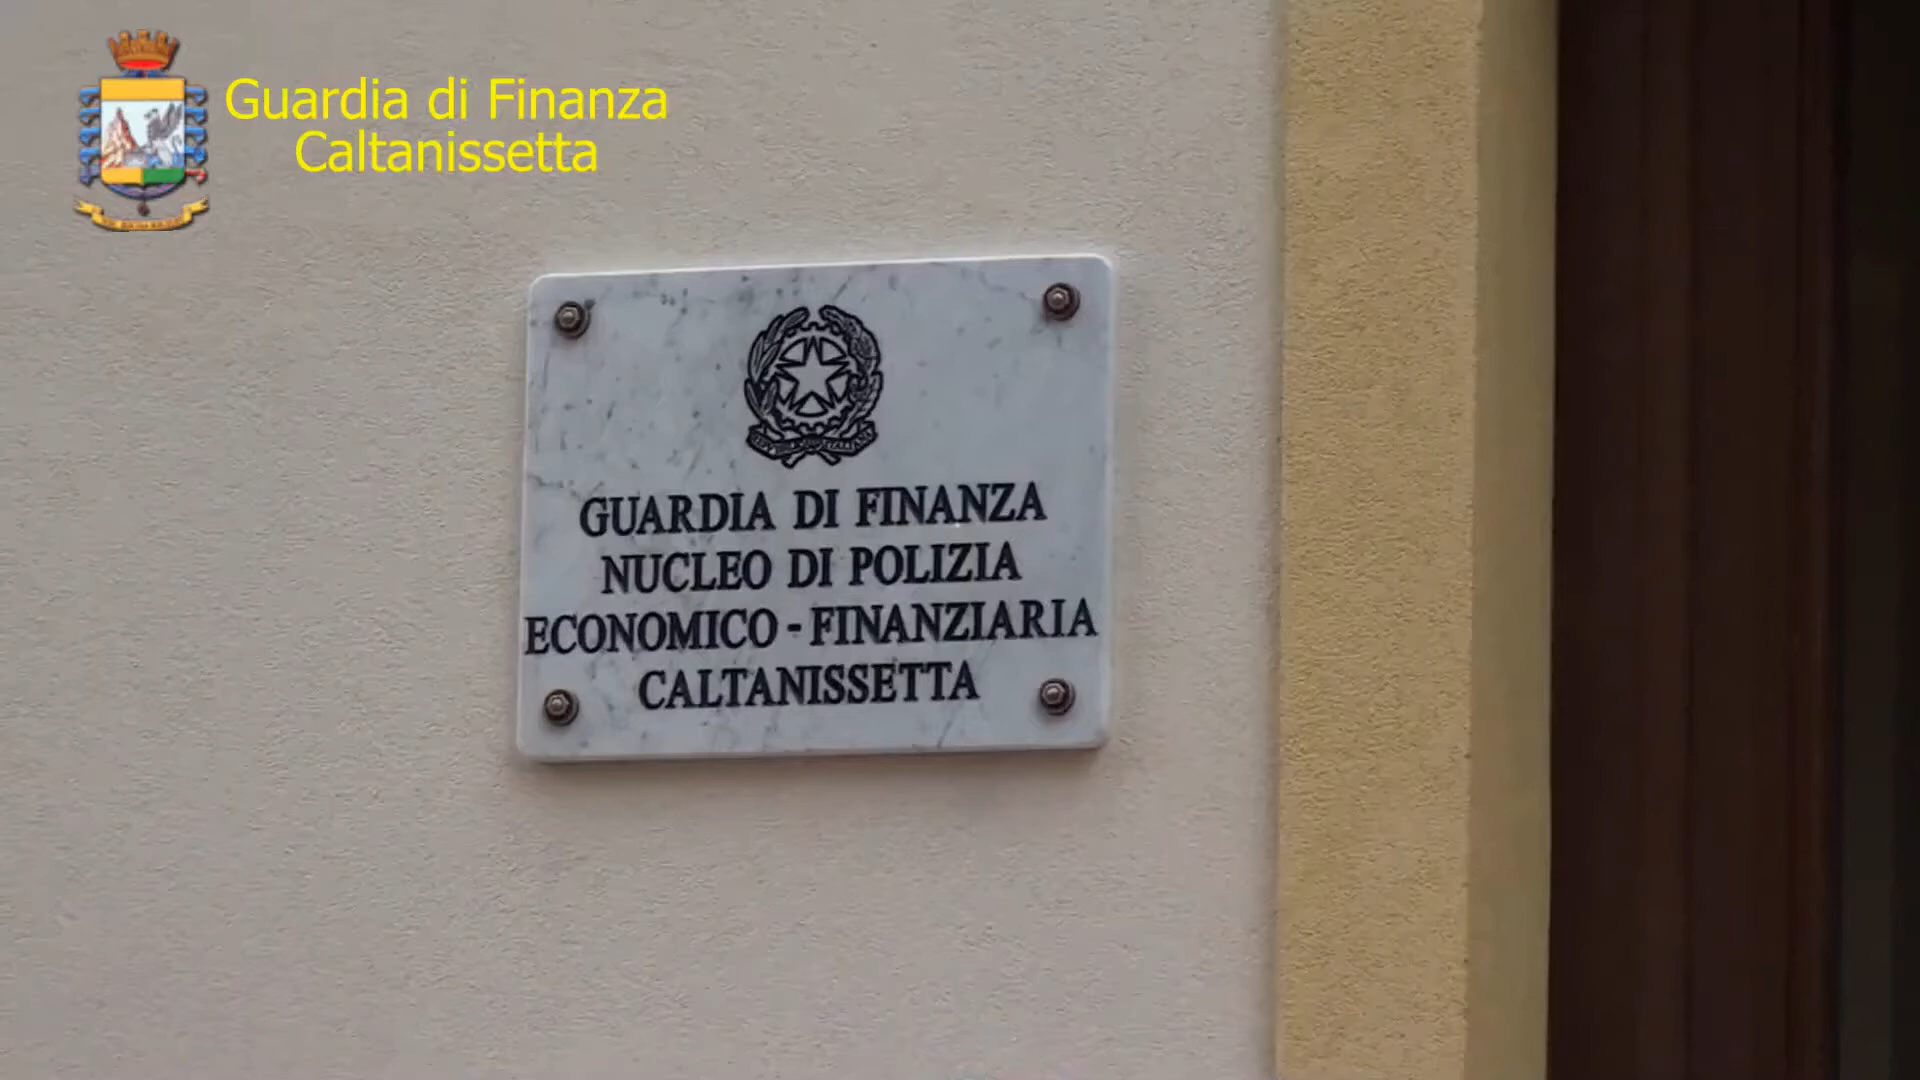 Guardia di Finanza
Caltanissetta
GUARDIA DI FINANZA
NUCLEO DI POLIZIA
ECONOMICO - FINANZIARIA
CALTANISSETTA